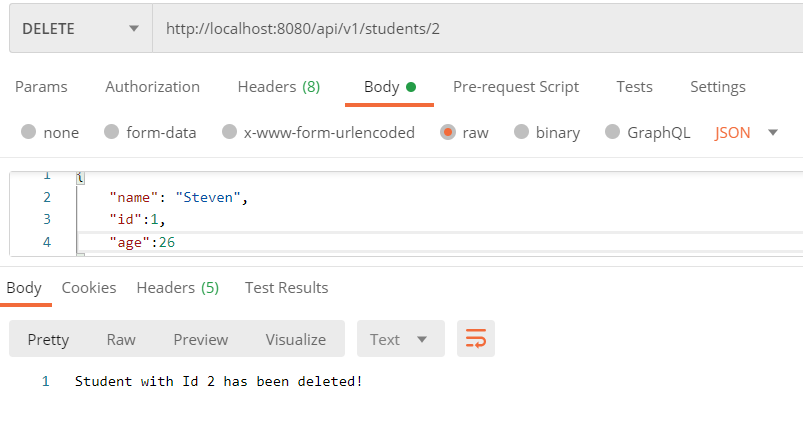 DELETE http://localhost:8080/api/v1/students/2
Params Authorization Headers (8) Body Pre-request Script Tests Settings
none form-data x-www-form-urlencoded raw binary GraphQL JSON
1 {
2 "name": "Steven",
3 "id":1,
4 "age":26
Body Cookies Headers (5) Test Results
Pretty Raw Preview Visualize Text
1 Student with Id 2 has been deleted!